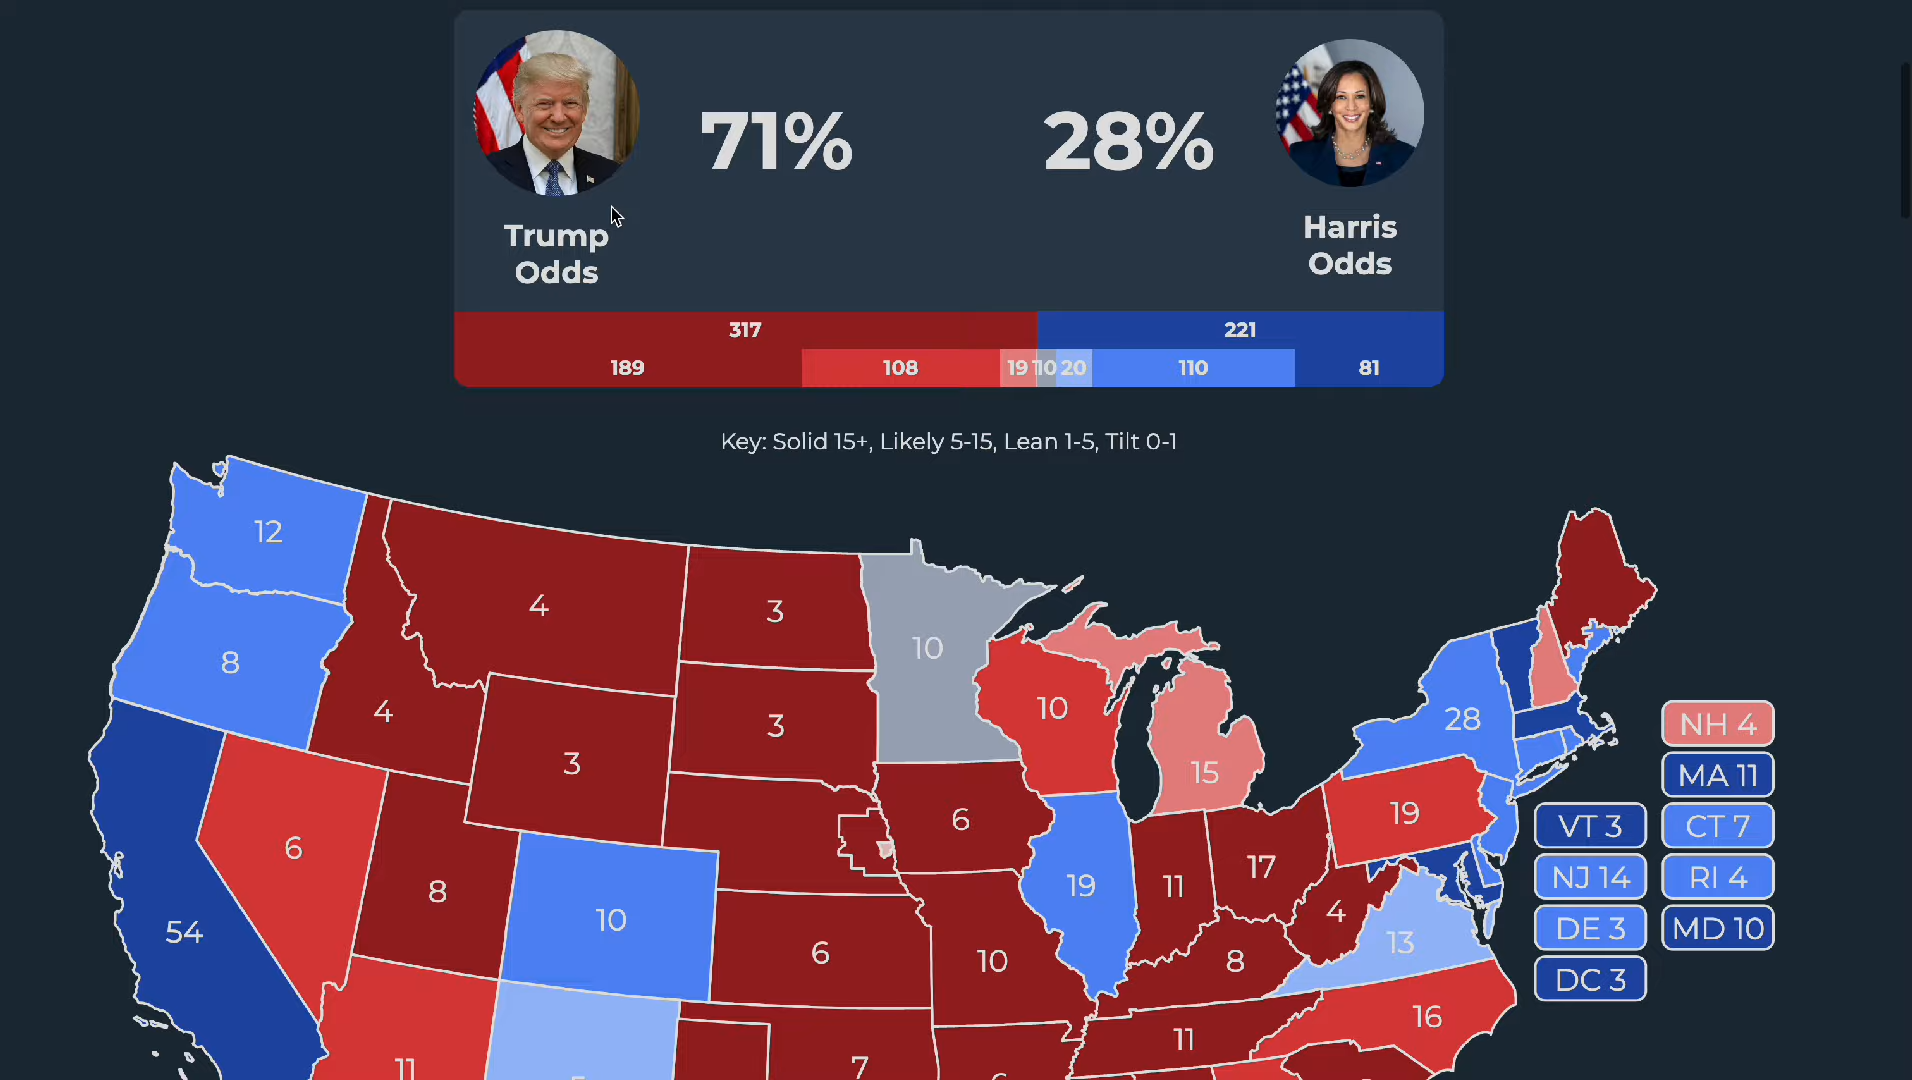 71%
28%
Trump
Odds
Harris
Odds
317
221
189
108
19
10
20
110
81
Key: Solid 15+, Likely 5-15, Lean 1-5, Tilt 0-1
12
4
3
10
8
4
3
3
10
15
28
NH 4
MA 11
6
6
19
VT 3
CT 7
8
10
19
11
17
NJ 14
RI 4
54
6
10
8
4
13
DE 3
MD 10
DC 3
11
7
11
16